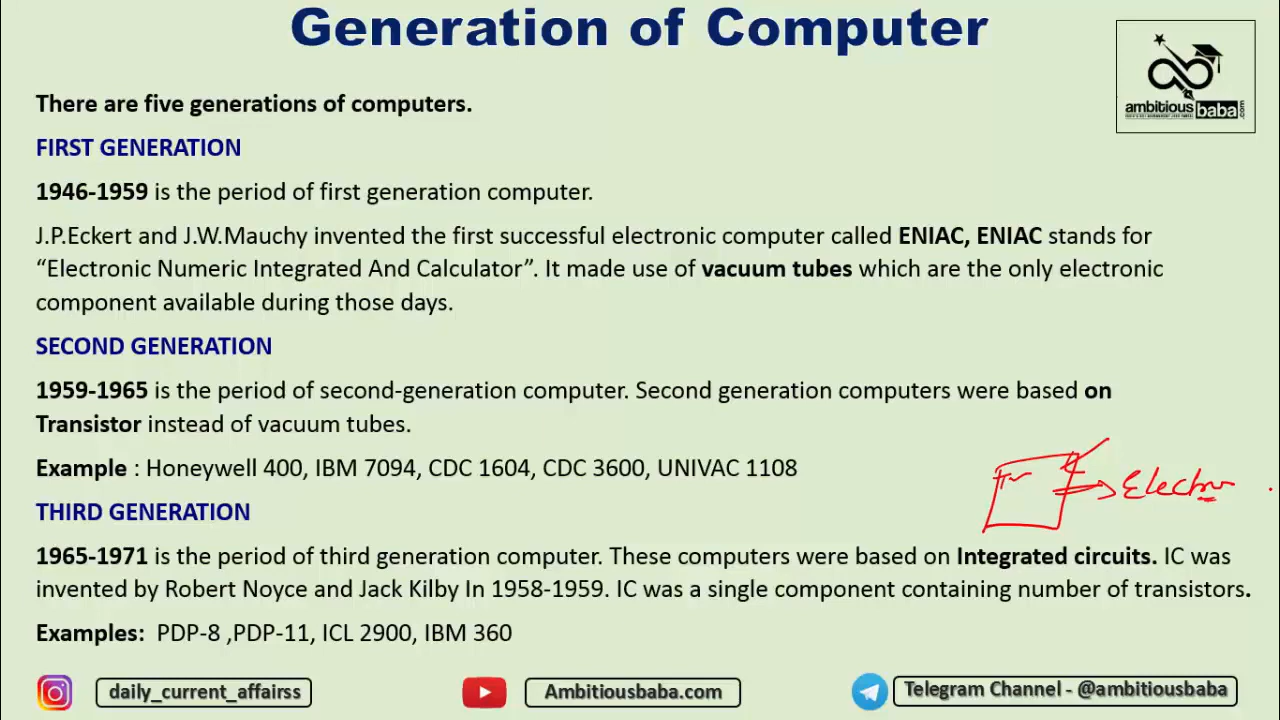 Generation of Computer
ambitious baba .com
There are five generations of computers.
FIRST GENERATION
1946-1959 is the period of first generation computer.
J.P.Eckert and J.W.Mauchy invented the first successful electronic computer called ENIAC, ENIAC stands for
“Electronic Numeric Integrated And Calculator”. It made use of vacuum tubes which are the only electronic
component available during those days.
SECOND GENERATION
1959-1965 is the period of second-generation computer. Second generation computers were based on
Transistor instead of vacuum tubes.
Example : Honeywell 400, IBM 7094, CDC 1604, CDC 3600, UNIVAC 1108
THIRD GENERATION
1965-1971 is the period of third generation computer. These computers were based on Integrated circuits. IC was
invented by Robert Noyce and Jack Kilby In 1958-1959. IC was a single component containing number of transistors.
Examples: PDP-8 ,PDP-11, ICL 2900, IBM 360
daily_current_affairss
Ambitiousbaba.com
Telegram Channel - @ambitiousbaba